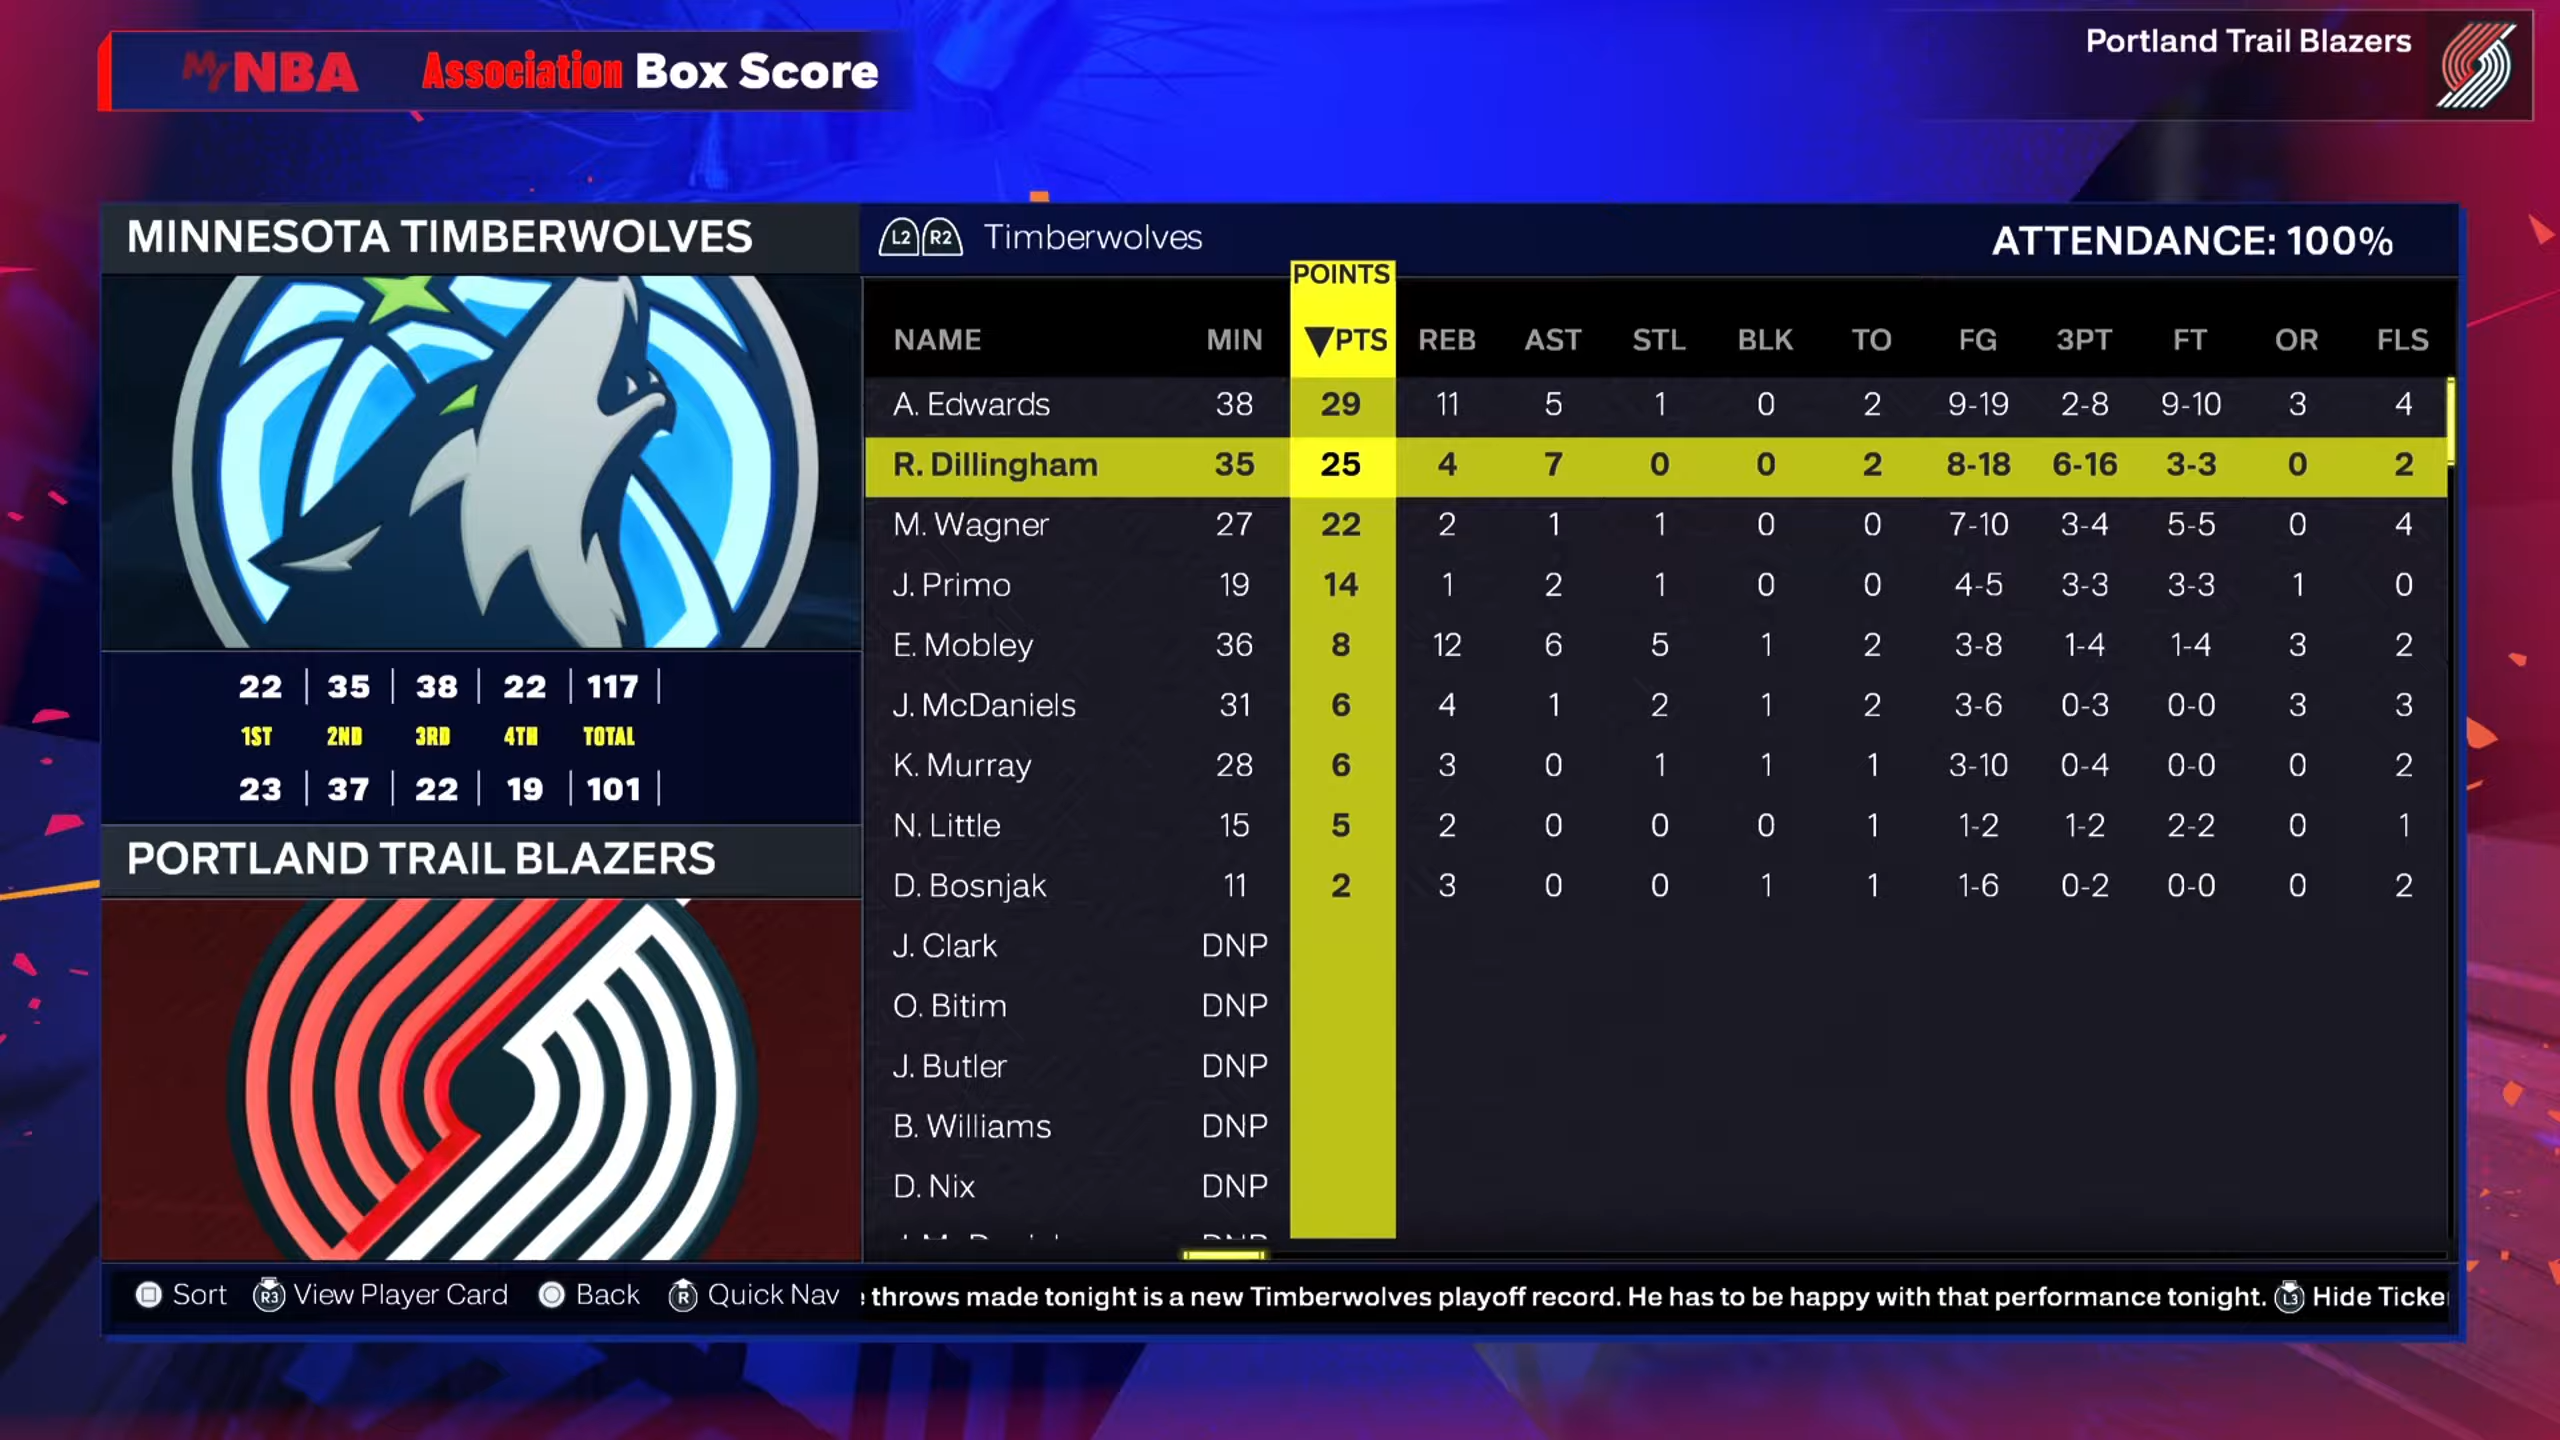 MyNBA Association Box Score
Portland Trail Blazers
MINNESOTA TIMBERWOLVES
22 | 35 | 38 | 22 | 117 |
1ST 2ND 3RD 4TH TOTAL
23 | 37 | 22 | 19 | 101 |
PORTLAND TRAIL BLAZERS
L2 R2 Timberwolves ATTENDANCE: 100%
POINTS
NAME MIN ▼PTS REB AST STL BLK TO FG 3PT FT OR FLS
A. Edwards 38 29 11 5 1 0 2 9-19 2-8 9-10 3 4
R. Dillingham 35 25 4 7 0 0 2 8-18 6-16 3-3 0 2
M. Wagner 27 22 2 1 1 0 0 7-10 3-4 5-5 0 4
J. Primo 19 14 1 2 1 0 0 4-5 3-3 3-3 1 0
E. Mobley 36 8 12 6 5 1 2 3-8 1-4 1-4 3 2
J. McDaniels 31 6 4 1 2 1 2 3-6 0-3 0-0 3 3
K. Murray 28 6 3 0 1 1 1 3-10 0-4 0-0 0 2
N. Little 15 5 2 0 0 0 1 1-2 1-2 2-2 0 1
D. Bosnjak 11 2 3 0 0 1 1 1-6 0-2 0-0 0 2
J. Clark DNP
O. Bitim DNP
J. Butler DNP
B. Williams DNP
D. Nix DNP
Sort R3 View Player Card Back R Quick Nav throws made tonight is a new Timberwolves playoff record. He has to be happy with that performance tonight. L3 Hide Ticke